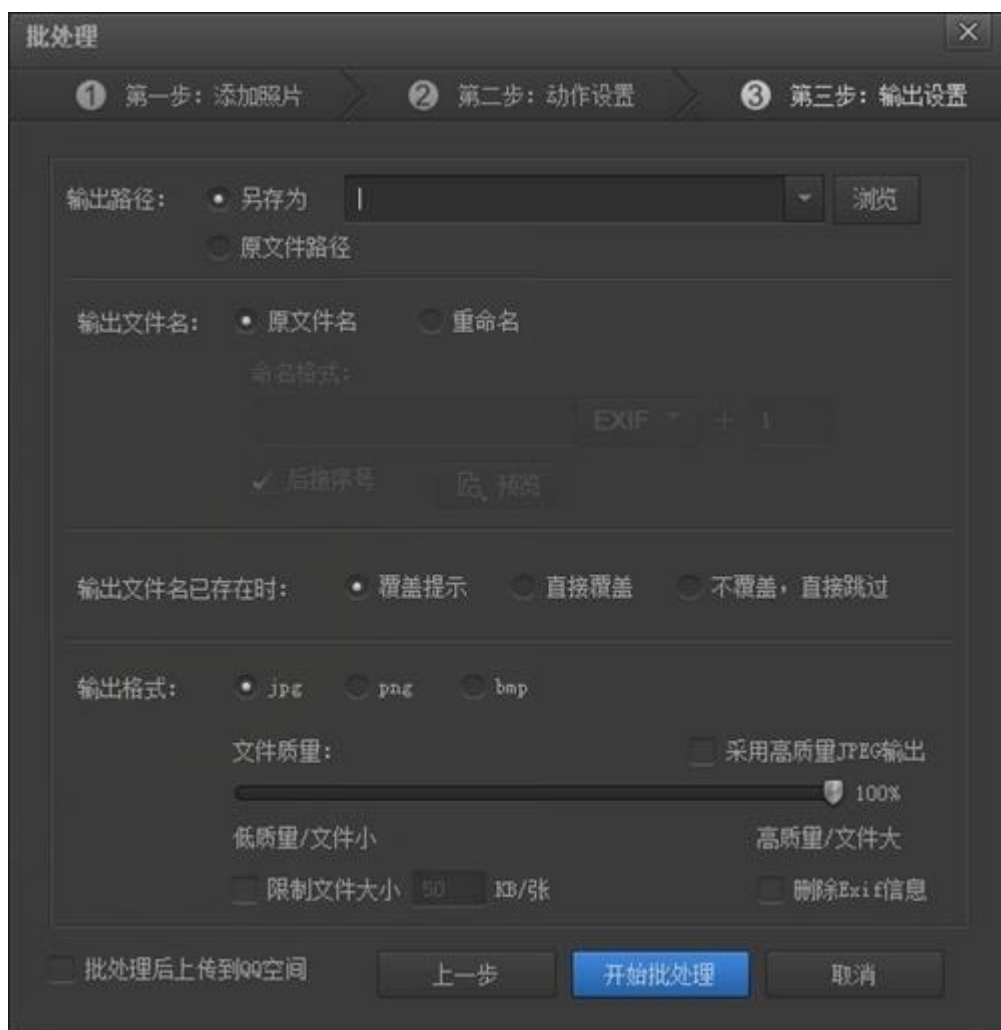 批处理
1 第一步：添加照片 2 第二步：动作设置 3 第三步：输出设置
输出路径： 另存为 浏览
原文件路径
输出文件名： 原文件名 重命名
命名格式：
EXIF + 1
后接序号 预览
输出文件名已存在时： 覆盖提示 直接覆盖 不覆盖，直接跳过
输出格式： jpg png bmp
文件质量： 采用高质量JPEG输出
100%
低质量/文件小 高质量/文件大
限制文件大小 50 KB/张 删除Exif信息
批处理后上传到QQ空间 上一步 开始批处理 取消